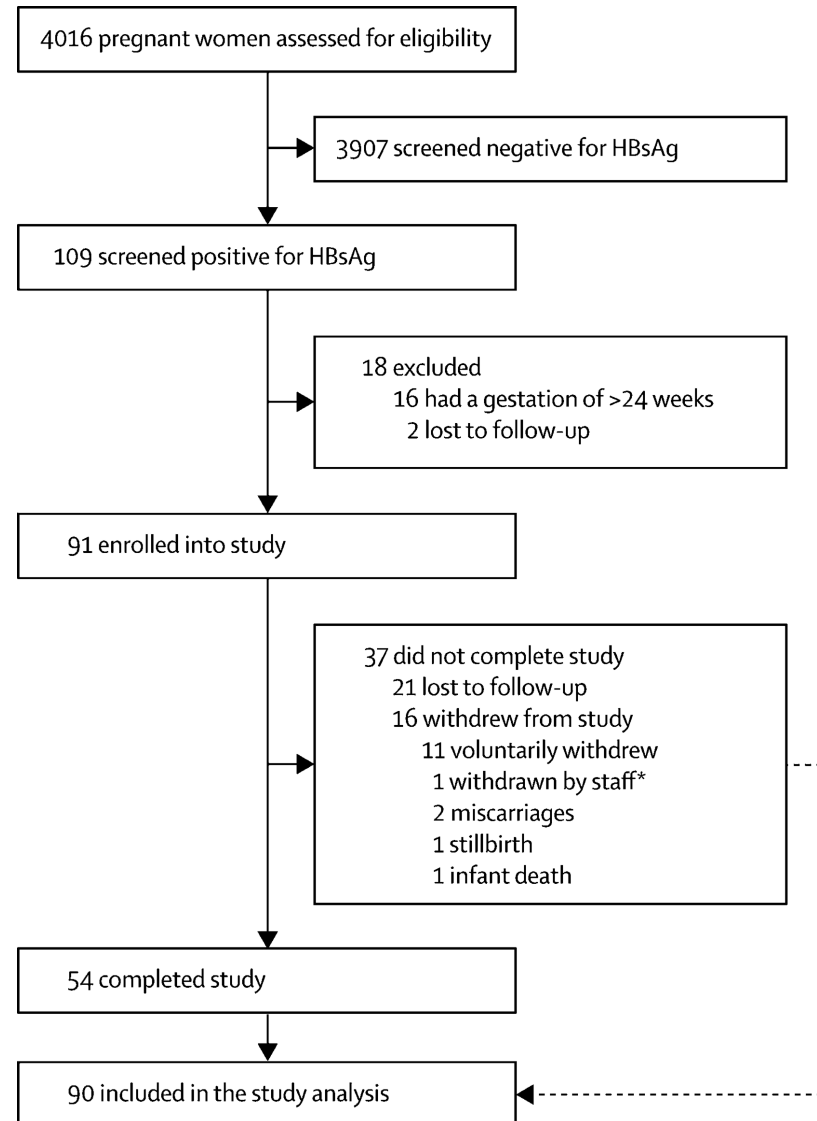 4016 pregnant women assessed for eligibility
3907 screened negative for HBsAg
109 screened positive for HBsAg
18 excluded
16 had a gestation of >24 weeks
2 lost to follow-up
91 enrolled into study
37 did not complete study
21 lost to follow-up
16 withdrew from study
11 voluntarily withdrew
1 withdrawn by staff*
2 miscarriages
1 stillbirth
1 infant death
54 completed study
90 included in the study analysis